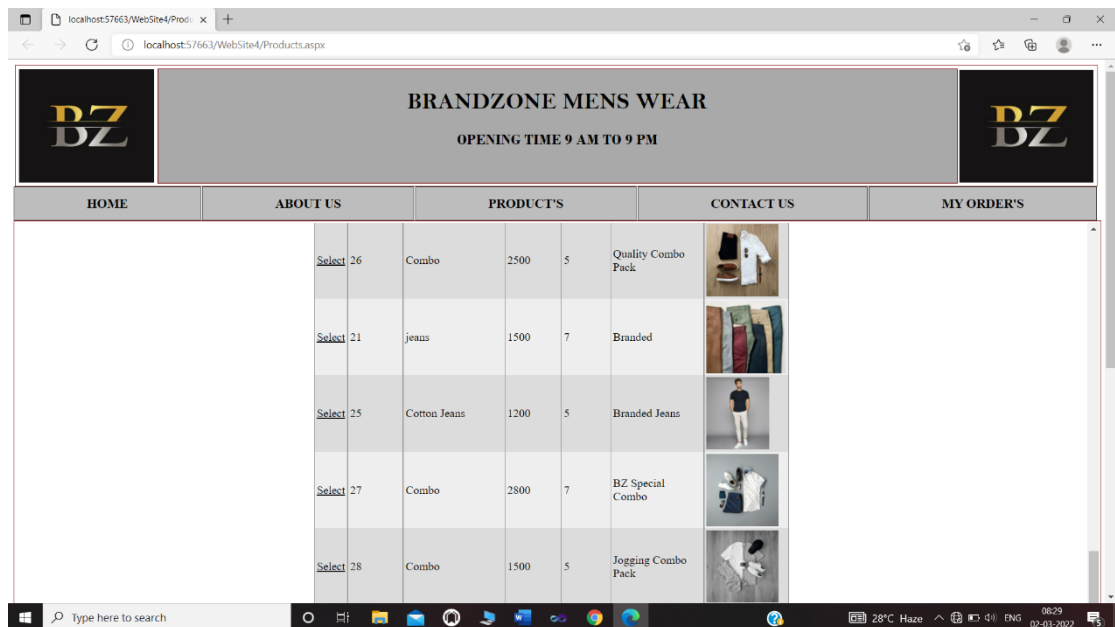 localhost:57663/WebSite4/Produ
localhost:57663/WebSite4/Products.aspx
BZ
BRANDZONE MENS WEAR
OPENING TIME 9 AM TO 9 PM
BZ
HOME ABOUT US PRODUCT'S CONTACT US MY ORDER'S
Select 26 Combo 2500 5 Quality Combo
Pack
Select 21 jeans 1500 7 Branded
Select 25 Cotton Jeans 1200 5 Branded Jeans
Select 27 Combo 2800 7 BZ Special
Combo
Select 28 Combo 1500 5 Jogging Combo
Pack
Type here to search
28°C Haze
ENG
08:29
02-03-2022
5